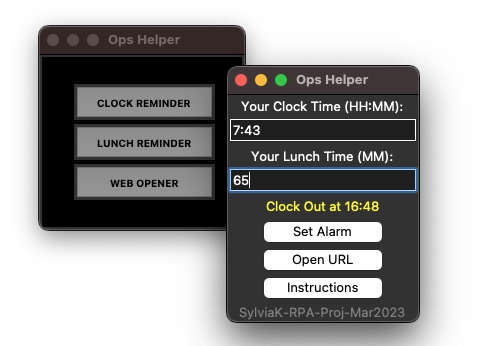 Ops Helper
CLOCK REMINDER
LUNCH REMINDER
WEB OPENER
Ops Helper
Your Clock Time (HH:MM):
7:43
Your Lunch Time (MM):
65
Clock Out at 16:48
Set Alarm
Open URL
Instructions
SylviaK-RPA-Proj-Mar2023